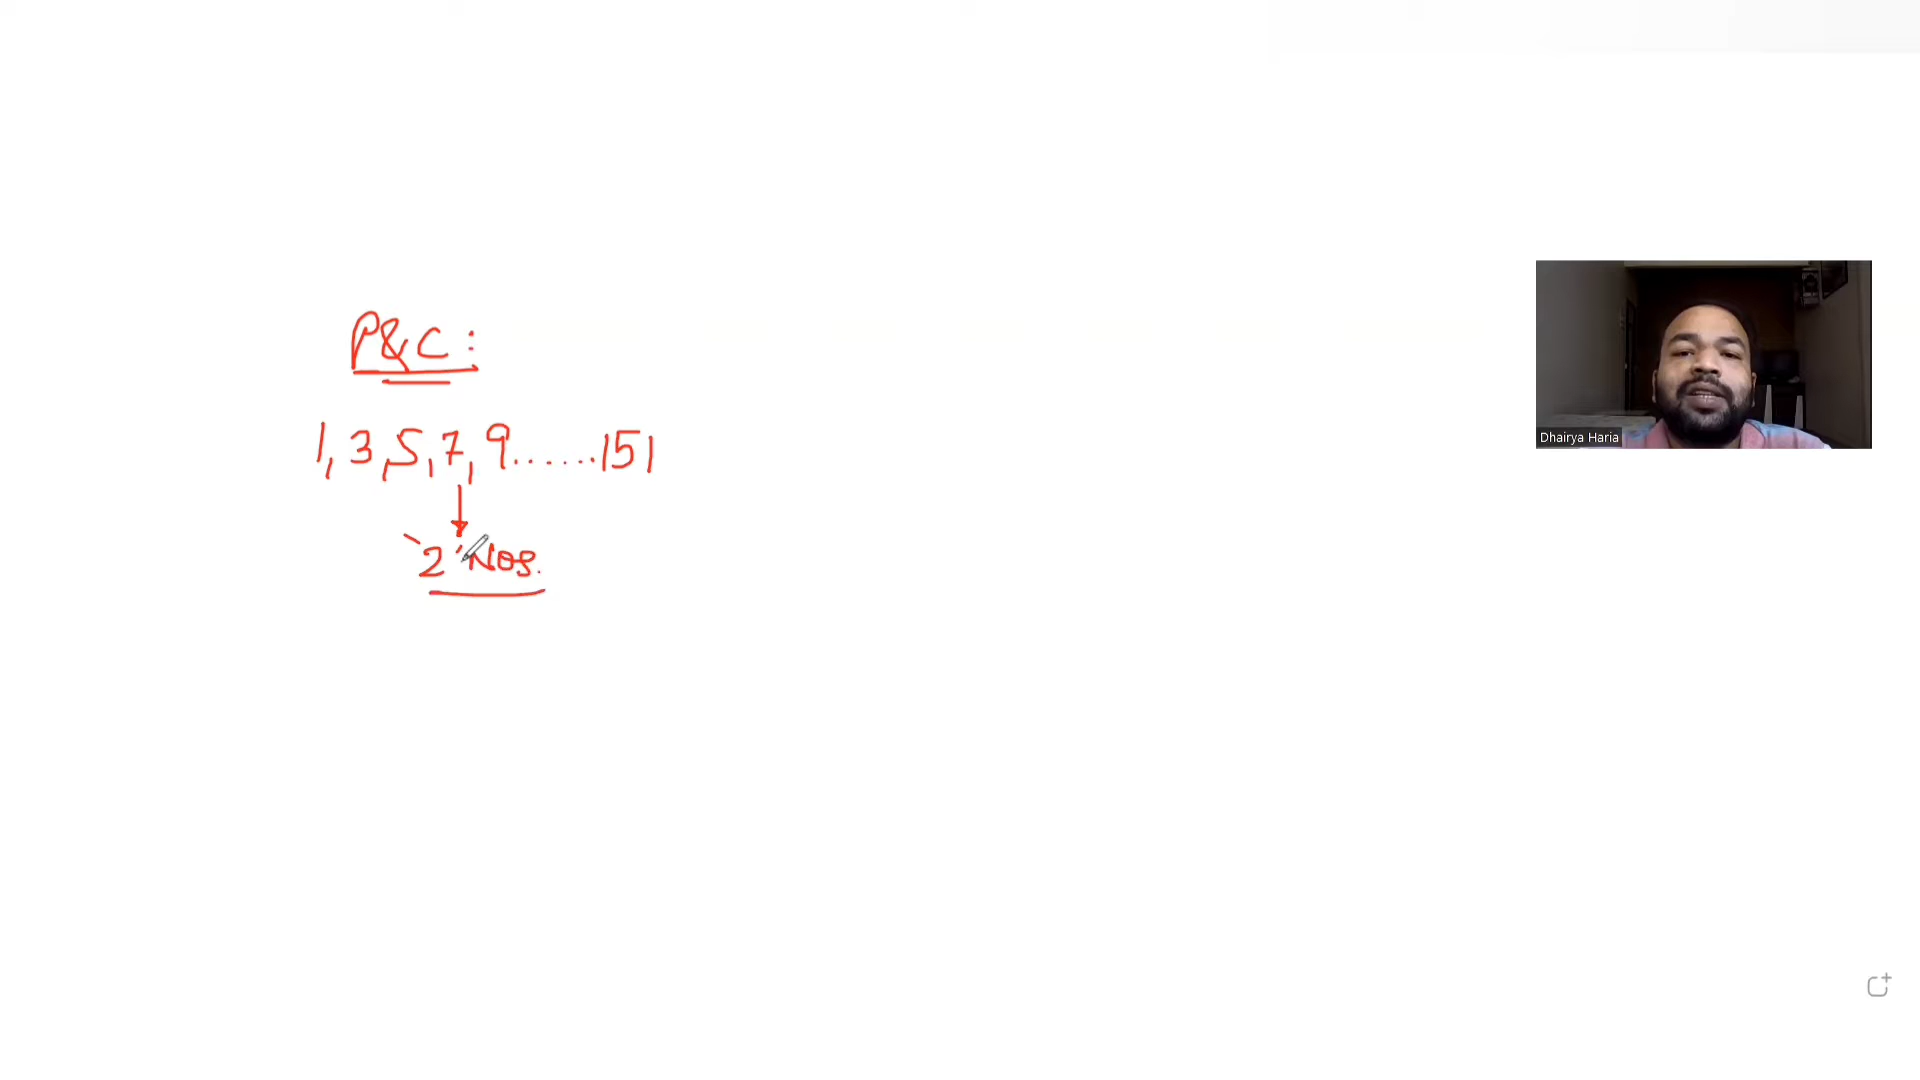 P&C:
1, 3, 5, 7, 9.......151
2 Nos.
Dhairya Haria